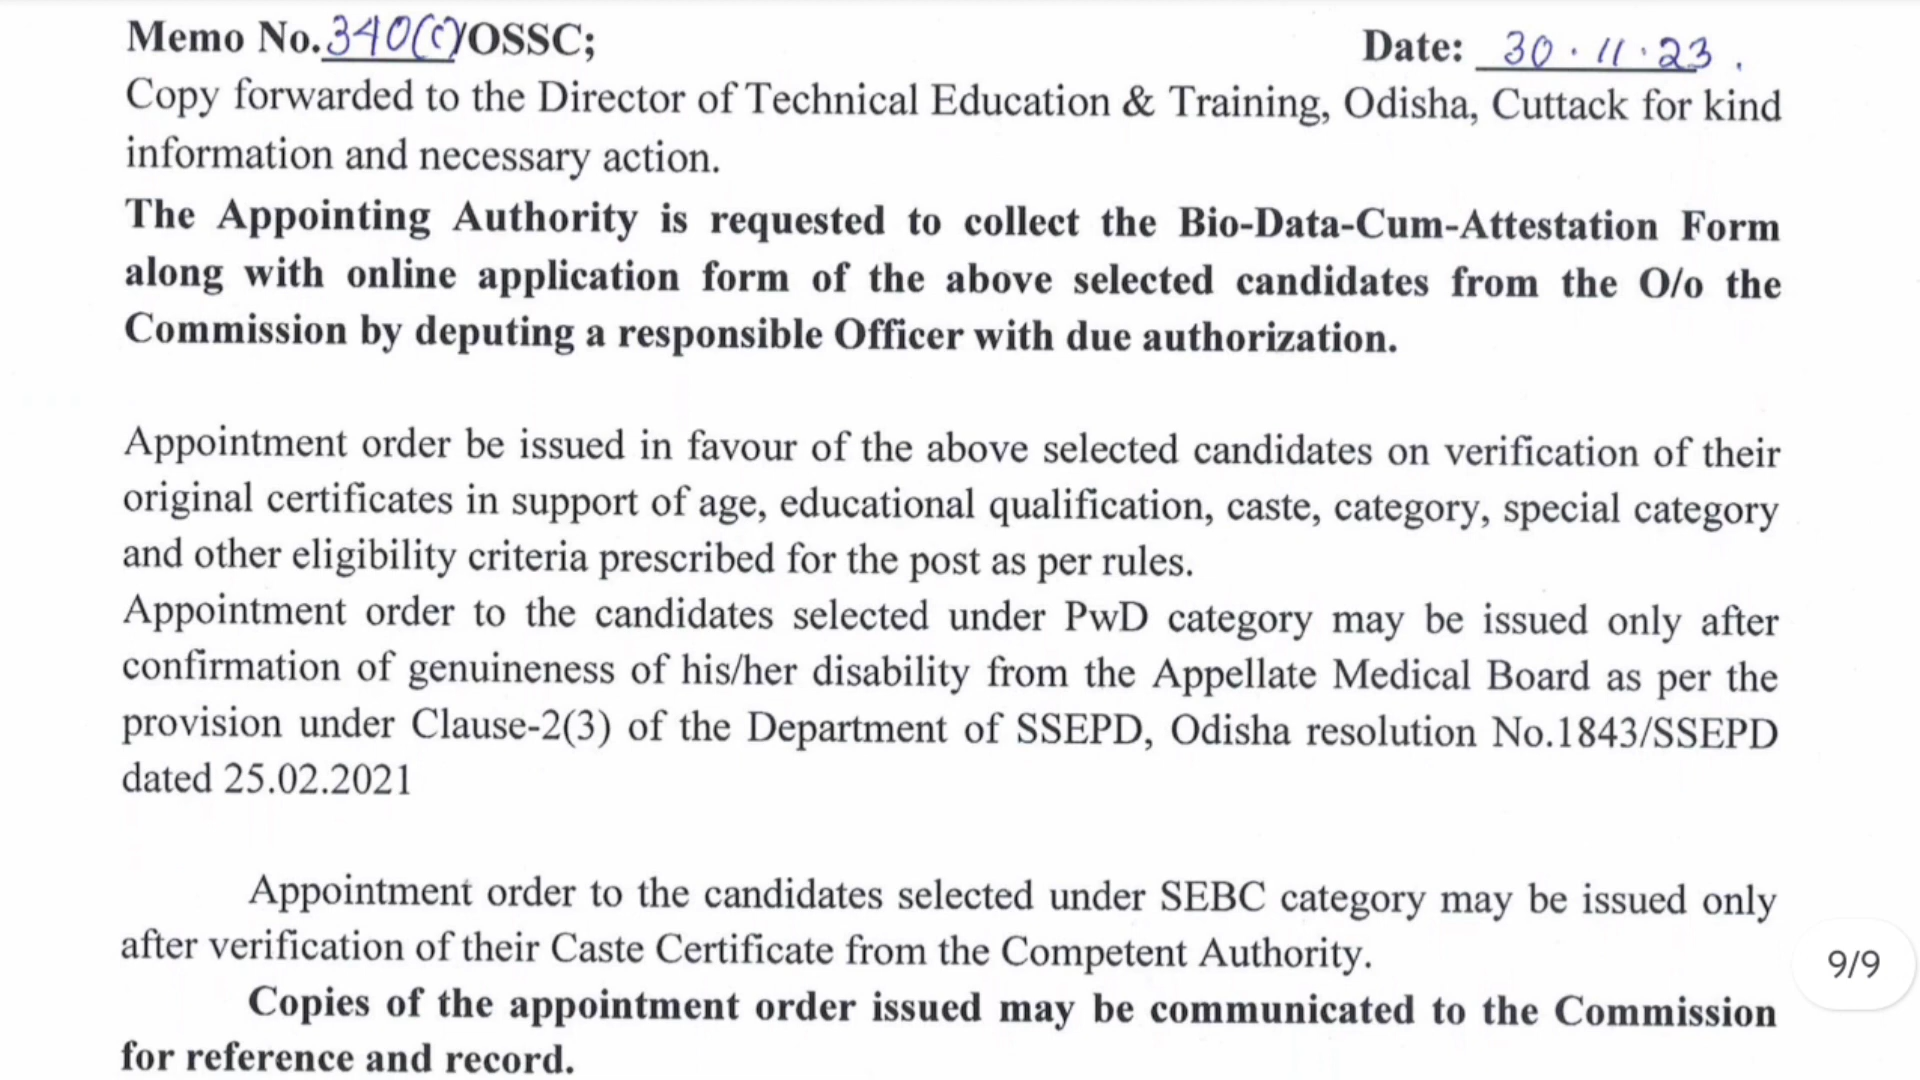 Memo No. 340(C)/OSSC;
Date: 30.11.23.
Copy forwarded to the Director of Technical Education & Training, Odisha, Cuttack for kind
information and necessary action.
The Appointing Authority is requested to collect the Bio-Data-Cum-Attestation Form
along with online application form of the above selected candidates from the O/o the
Commission by deputing a responsible Officer with due authorization.
Appointment order be issued in favour of the above selected candidates on verification of their
original certificates in support of age, educational qualification, caste, category, special category
and other eligibility criteria prescribed for the post as per rules.
Appointment order to the candidates selected under PwD category may be issued only after
confirmation of genuineness of his/her disability from the Appellate Medical Board as per the
provision under Clause-2(3) of the Department of SSEPD, Odisha resolution No.1843/SSEPD
dated 25.02.2021
Appointment order to the candidates selected under SEBC category may be issued only
after verification of their Caste Certificate from the Competent Authority.
9/9
Copies of the appointment order issued may be communicated to the Commission
for reference and record.